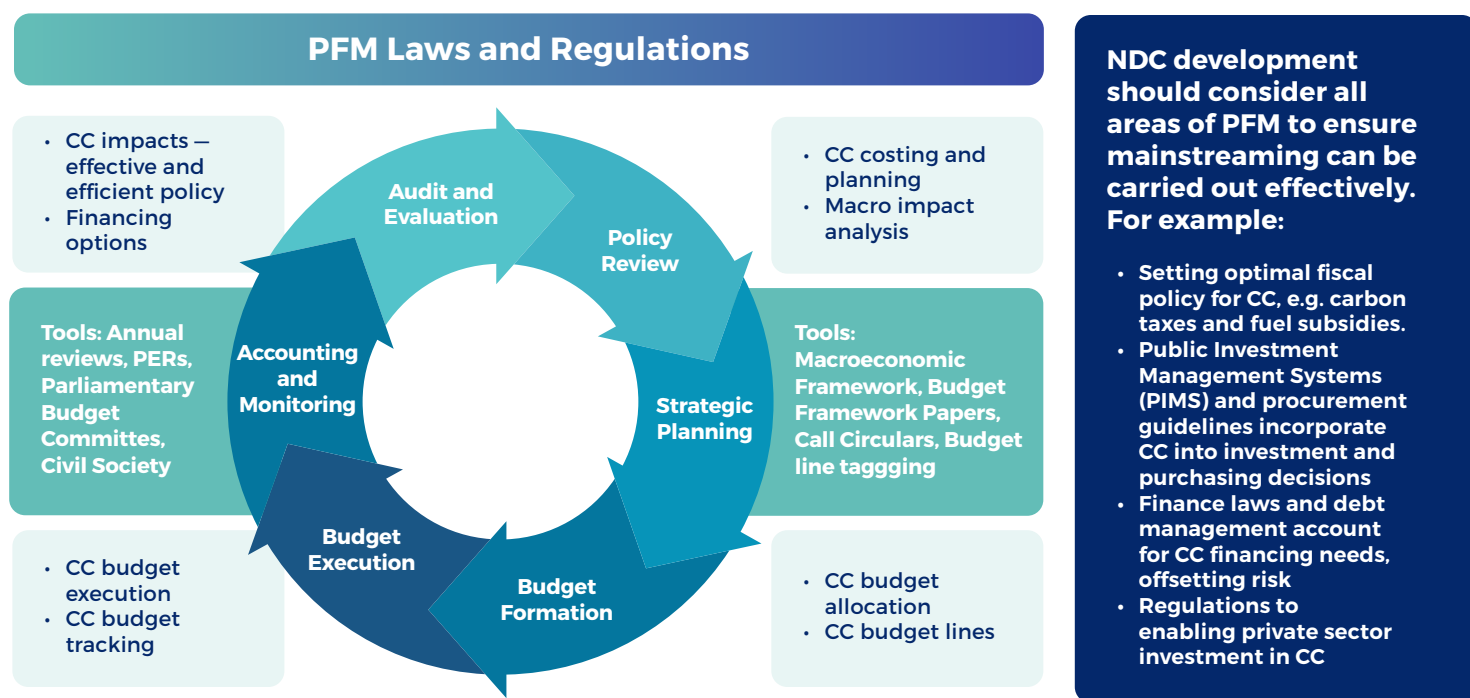 PFM Laws and Regulations
• CC impacts —
effective and
efficient policy
• Financing
options
Audit and
Evaluation
Policy
Review
• CC costing and
planning
• Macro impact
analysis
Tools: Annual
reviews, PERs,
Parliamentary
Budget
Committes,
Civil Society
Accounting
and
Monitoring
Strategic
Planning
Tools:
Macroeconomic
Framework, Budget
Framework Papers,
Call Circulars, Budget
line taggging
Budget
Execution
Budget
Formation
• CC budget
execution
• CC budget
tracking
• CC budget
allocation
• CC budget lines
NDC development
should consider all
areas of PFM to ensure
mainstreaming can be
carried out effectively.
For example:
• Setting optimal fiscal
policy for CC, e.g. carbon
taxes and fuel subsidies.
• Public Investment
Management Systems
(PIMS) and procurement
guidelines incorporate
CC into investment and
purchasing decisions
• Finance laws and debt
management account
for CC financing needs,
offsetting risk
• Regulations to
enabling private sector
investment in CC